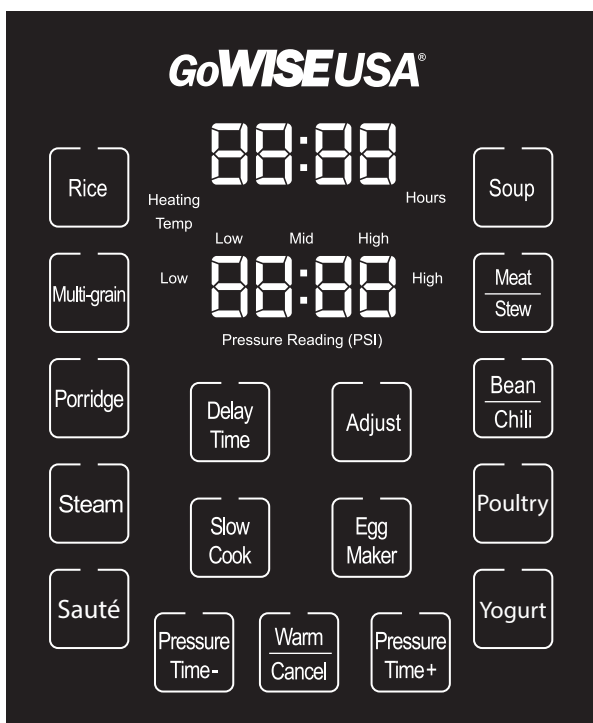 GoWISE USA®
88:88
Heating
Temp
Hours
Low Mid High
Low
88:88
High
Pressure Reading (PSI)
Rice
Multi-grain
Porridge
Steam
Sauté
Delay
Time
Adjust
Slow
Cook
Egg
Maker
Pressure
Time-
Warm
Cancel
Pressure
Time+
Soup
Meat
Stew
Bean
Chili
Poultry
Yogurt